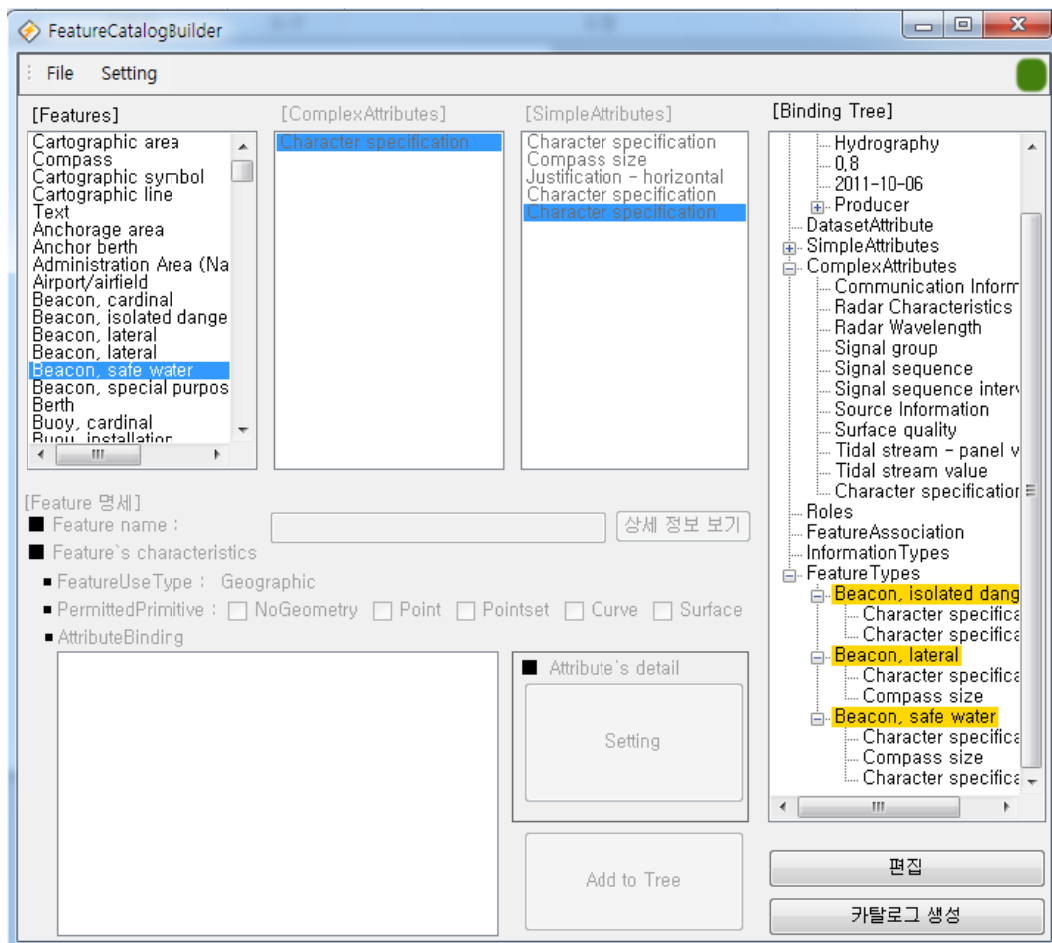 FeatureCatalogBuilder
File Setting
[Features]
Cartographic area
Compass
Cartographic symbol
Cartographic line
Text
Anchorage area
Anchor berth
Administration Area (Na
Airport/airfield
Beacon, cardinal
Beacon, isolated dange
Beacon, lateral
Beacon, lateral
Beacon, safe water
Beacon, special purpos
Berth
Buoy, cardinal
Buoy, installation
[ComplexAttributes]
Character specification
[SimpleAttributes]
Character specification
Compass size
Justification - horizontal
Character specification
Character specification
[Binding Tree]
Hydrography
0,8
2011-10-06
Producer
DatasetAttribute
SimpleAttributes
ComplexAttributes
Communication Inform
Radar Characteristics
Radar Wavelength
Signal group
Signal sequence
Signal sequence interv
Source Information
Surface quality
Tidal stream - panel v
Tidal stream value
Character specification
Roles
FeatureAssociation
InformationTypes
FeatureTypes
Beacon, isolated dang
Character specifica
Character specifica
Beacon, lateral
Character specifica
Compass size
Beacon, safe water
Character specifica
Compass size
Character specifica
[Feature 명세]
■ Feature name :
상세 정보 보기
■ Feature`s characteristics
▪ FeatureUseType : Geographic
▪ PermittedPrimitive : NoGeometry Point Pointset Curve Surface
▪ AttributeBinding
■ Attribute's detail
Setting
Add to Tree
편집
카탈로그 생성